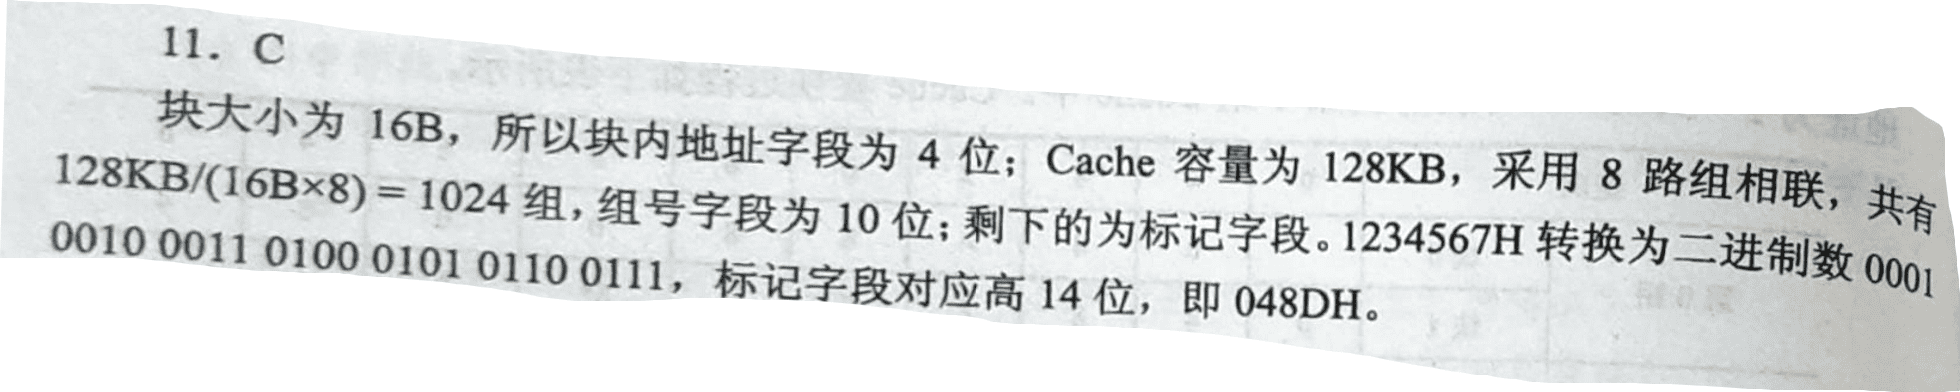 11. C
块大小为 16B，所以块内地址字段为 4 位；Cache 容量为 128KB，采用 8 路组相联，共有
128KB/(16B×8) = 1024 组，组号字段为 10 位；剩下的为标记字段。1234567H 转换为二进制数 0001
0010 0011 0100 0101 0110 0111，标记字段对应高 14 位，即 048DH。